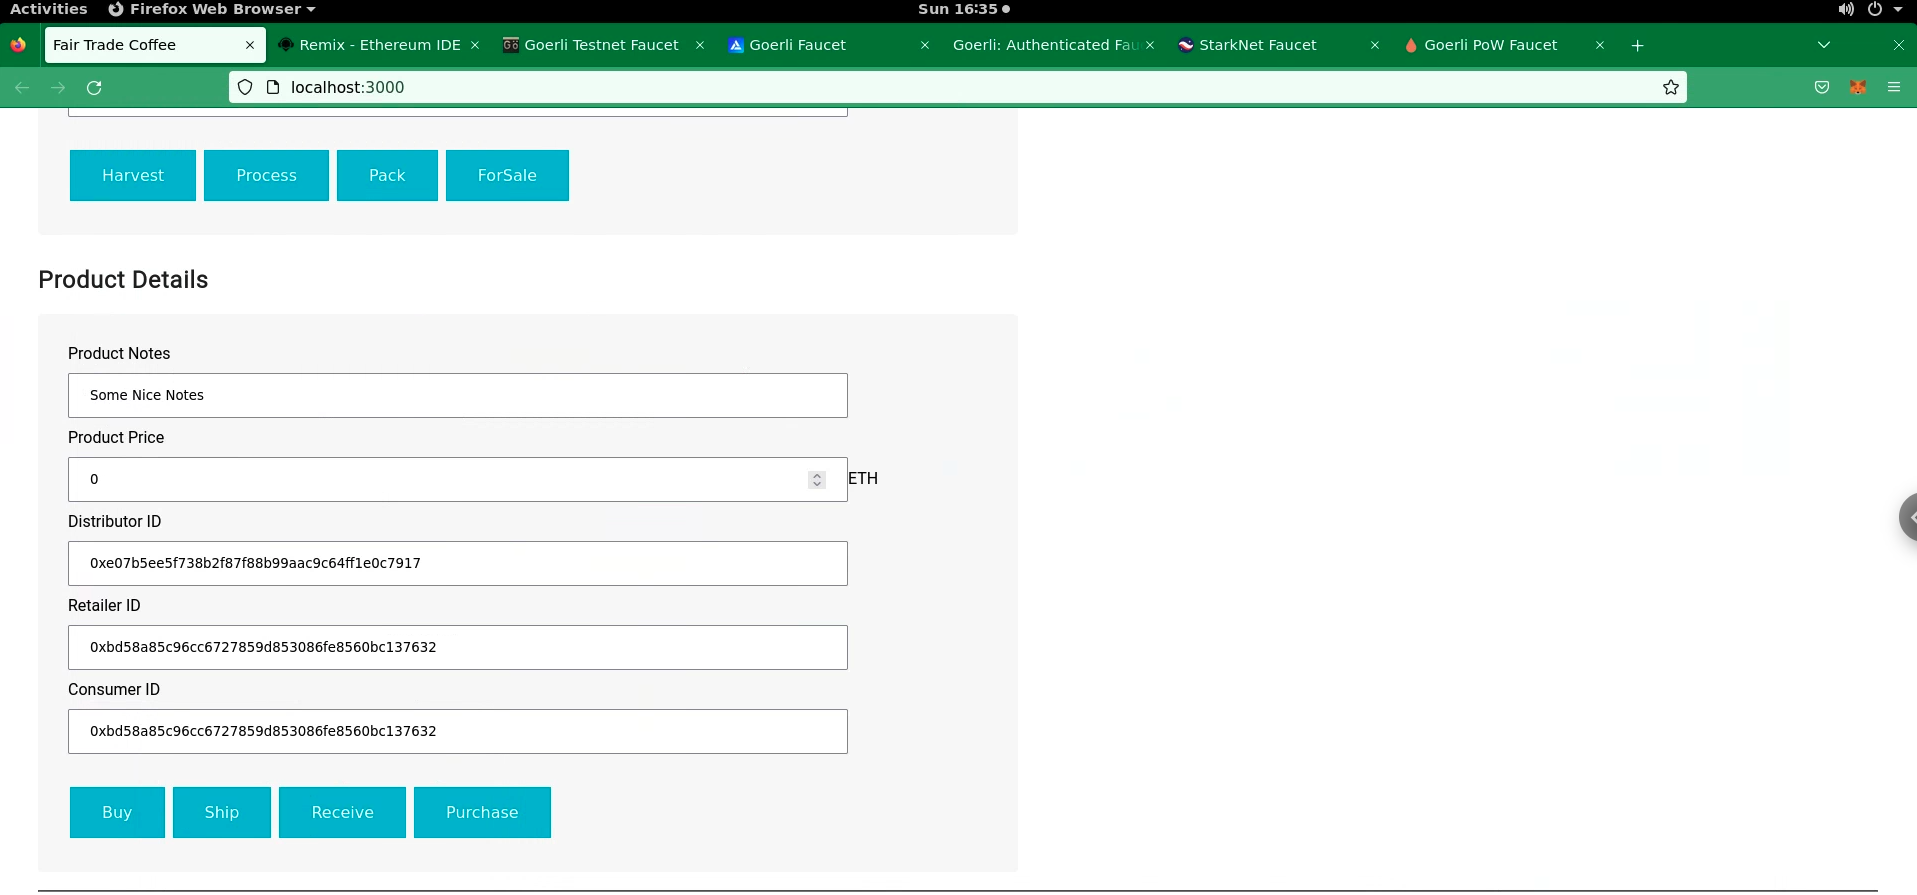 Activities Firefox Web Browser Sun 16:35
Fair Trade Coffee Remix - Ethereum IDE Goerli Testnet Faucet Goerli Faucet Goerli: Authenticated Fau StarkNet Faucet Goerli PoW Faucet
localhost:3000
Harvest Process Pack ForSale
Product Details
Product Notes
Some Nice Notes
Product Price
0 ETH
Distributor ID
0xe07b5ee5f738b2f87f88b99aac9c64ff1e0c7917
Retailer ID
0xbd58a85c96cc6727859d853086fe8560bc137632
Consumer ID
0xbd58a85c96cc6727859d853086fe8560bc137632
Buy Ship Receive Purchase